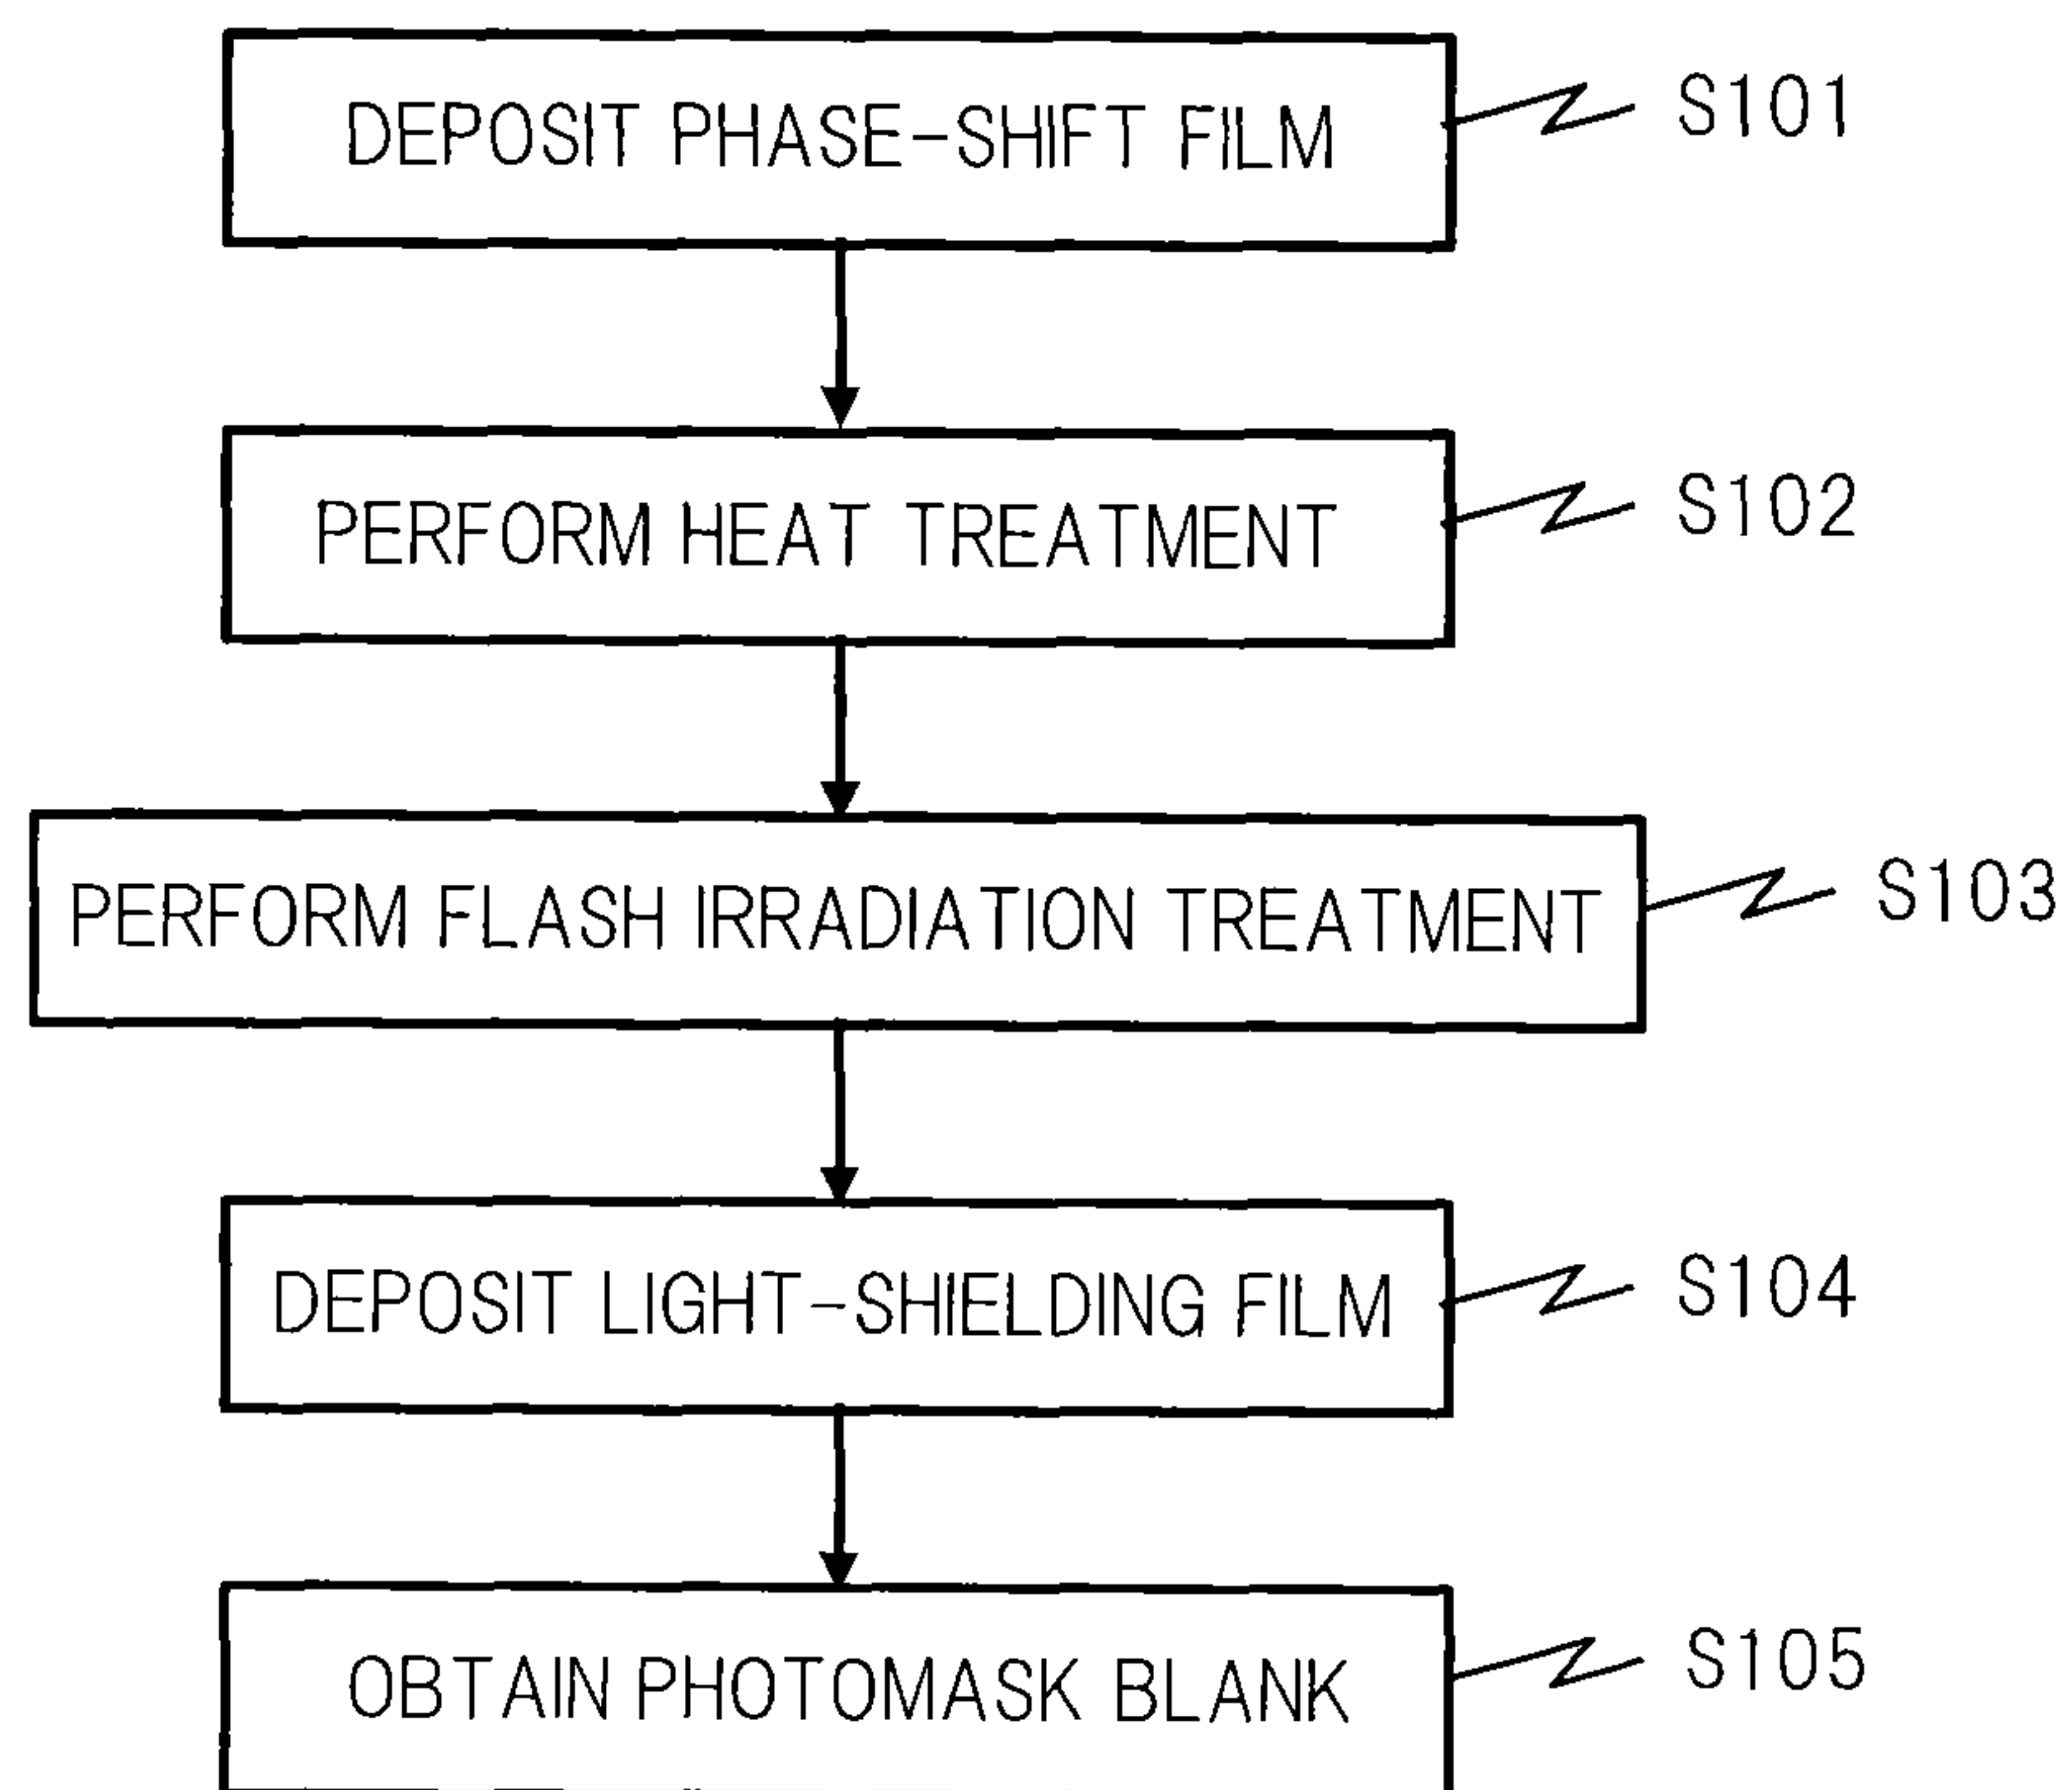 DEPOSIT PHASE-SHIFT FILM S101
PERFORM HEAT TREATMENT S102
PERFORM FLASH IRRADIATION TREATMENT S103
DEPOSIT LIGHT-SHIELDING FILM S104
OBTAIN PHOTOMASK BLANK S105